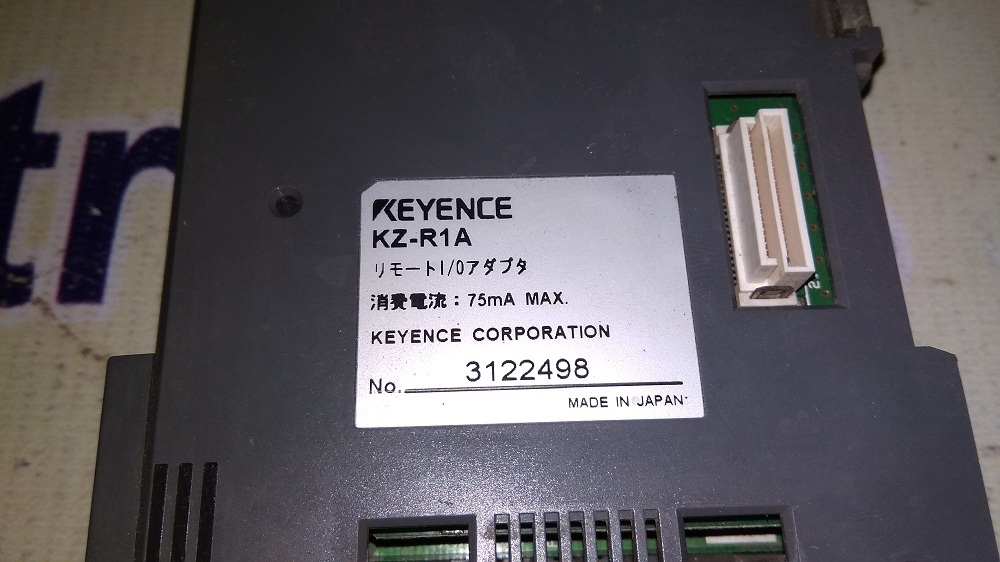 KEYENCE
KZ-R1A
リモートI/Oアダプタ
消費電流：75mA MAX.
KEYENCE CORPORATION
No. 3122498
MADE IN JAPAN
tr